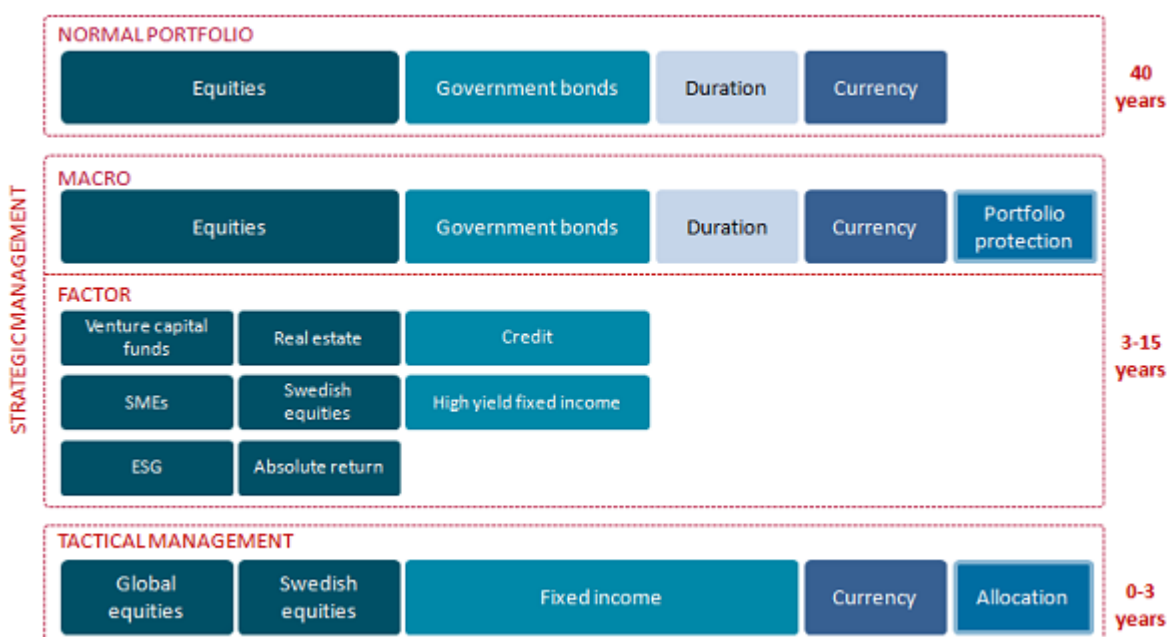 NORMAL PORTFOLIO
Equities
Government bonds
Duration
Currency
40
years
STRATEGIC MANAGEMENT
MACRO
Equities
Government bonds
Duration
Currency
Portfolio
protection
FACTOR
Venture capital
funds
Real estate
Credit
SMEs
Swedish
equities
High yield fixed income
ESG
Absolute return
3-15
years
TACTICAL MANAGEMENT
Global
equities
Swedish
equities
Fixed income
Currency
Allocation
0-3
years